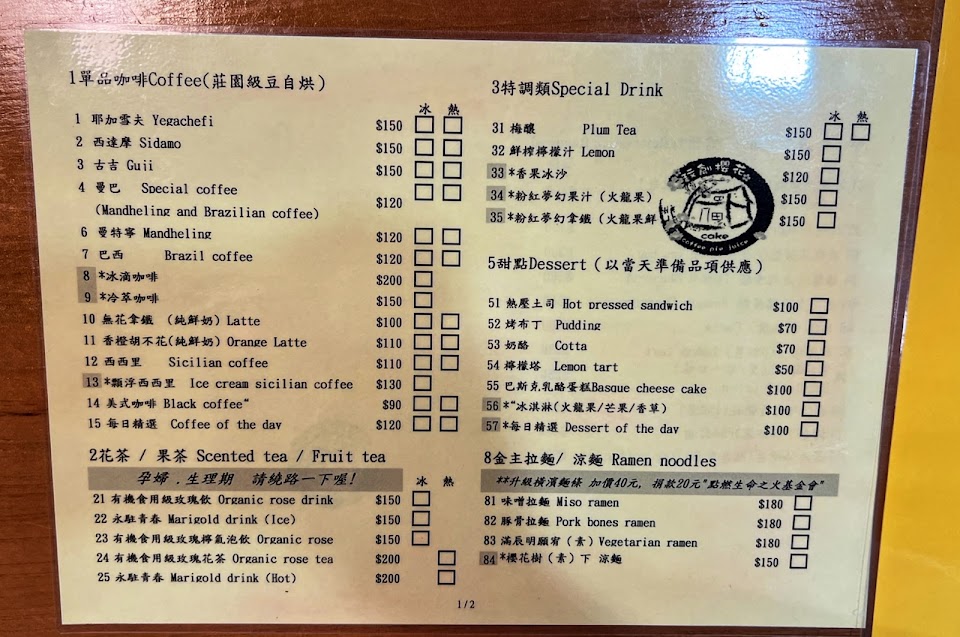 1單品咖啡Coffee(莊園級豆自烘)
冰 熱
1 耶加雪夫 Yegachefi $150
2 西達摩 Sidamo $150
3 古吉 Guji $150
4 曼巴 Special coffee
(Mandheling and Brazilian coffee) $120
6 曼特寧 Mandheling $120
7 巴西 Brazil coffee $120
8 *冰滴咖啡 $200
9 *冷萃咖啡 $150
10 無花拿鐵 (純鮮奶) Latte $100
11 香橙胡不花(純鮮奶) Orange Latte $110
12 西西里 Sicilian coffee $110
13 *飄浮西西里 Ice cream sicilian coffee $130
14 美式咖啡 Black coffee" $90
15 每日精選 Coffee of the day $120
2花茶 / 果茶 Scented tea / Fruit tea
孕婦 .生理期 請繞路一下喔!
冰 熱
21 有機食用級玫瑰飲 Organic rose drink $150
22 永駐青春 Marigold drink (Ice) $150
23 有機食用級玫瑰檸氣泡飲 Organic rose $150
24 有機食用級玫瑰花茶 Organic rose tea $200
25 永駐青春 Marigold drink (Hot) $200
3特調類Special Drink
冰 熱
31 梅釀 Plum Tea $150
32 鮮榨檸檬汁 Lemon $150
33 *香果冰沙 $120
34 *粉紅夢幻果汁 (火龍果) $150
35 *粉紅夢幻拿鐵 (火龍果鮮 $150
cake
coffee pie juice
5甜點Dessert (以當天準備品項供應)
51 熱壓土司 Hot pressed sandwich $100
52 烤布丁 Pudding $70
53 奶酪 Cotta $70
54 檸檬塔 Lemon tart $50
55 巴斯克乳酪蛋糕Basque cheese cake $100
56 *"冰淇淋(火龍果/芒果/香草) $100
57 *每日精選 Dessert of the day $100
8金主拉麵/ 涼麵 Ramen noodles
**升級橫濱麵條 加價40元, 捐款20元"點燃生命之火基金會"
81 味噌拉麵 Miso ramen $180
82 豚骨拉麵 Pork bones ramen $180
83 滿辰明願宥 (素) Vegetarian ramen $180
84 *櫻花樹 (素) 下 涼麵 $150
1/2